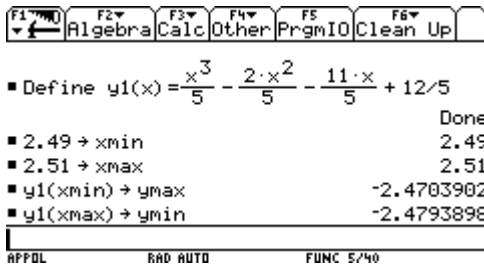 F1▼ F2▼ F3▼ F4▼ F5 F6▼
Algebra Calc Other PrgmIO Clean Up
▪ Define y1(x) = x³/5 - 2·x²/5 - 11·x/5 + 12/5
Done
▪ 2.49 → xmin 2.49
▪ 2.51 → xmax 2.51
▪ y1(xmin) → ymax -2.4703902
▪ y1(xmax) → ymin -2.4793898
APPOL RAD AUTO FUNC 5/40